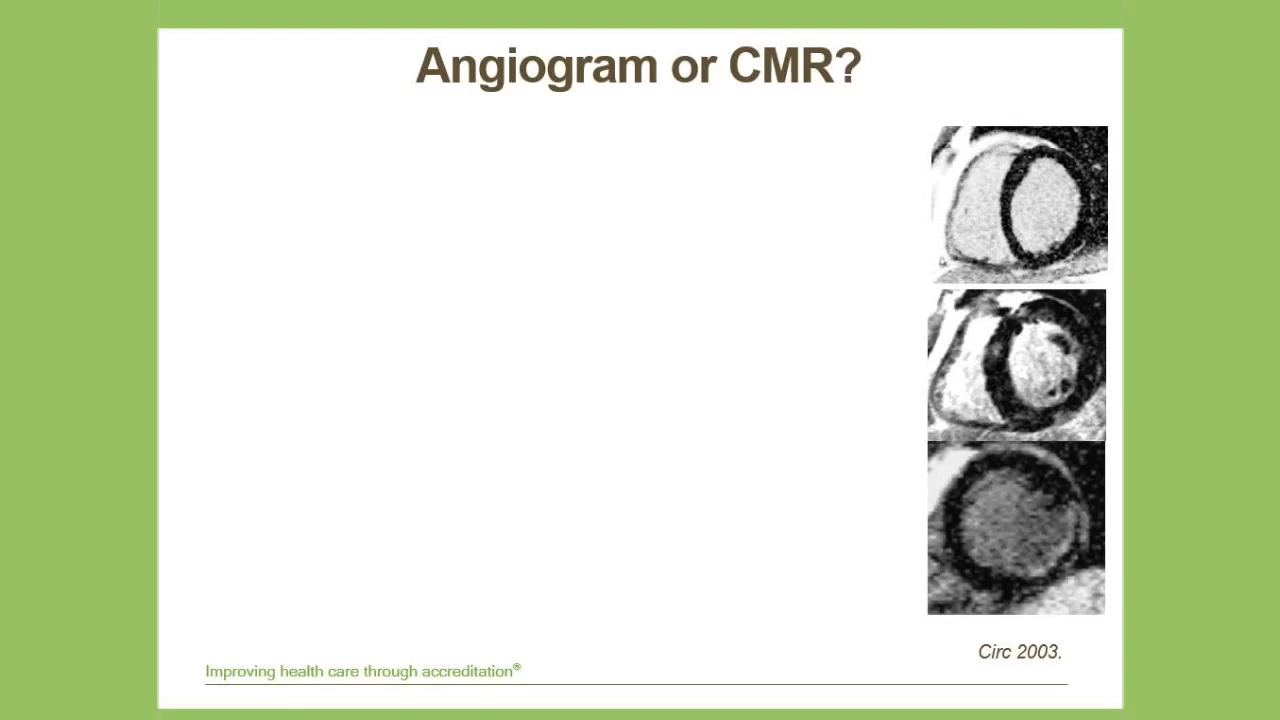 Angiogram or CMR?
Circ 2003.
Improving health care through accreditation®